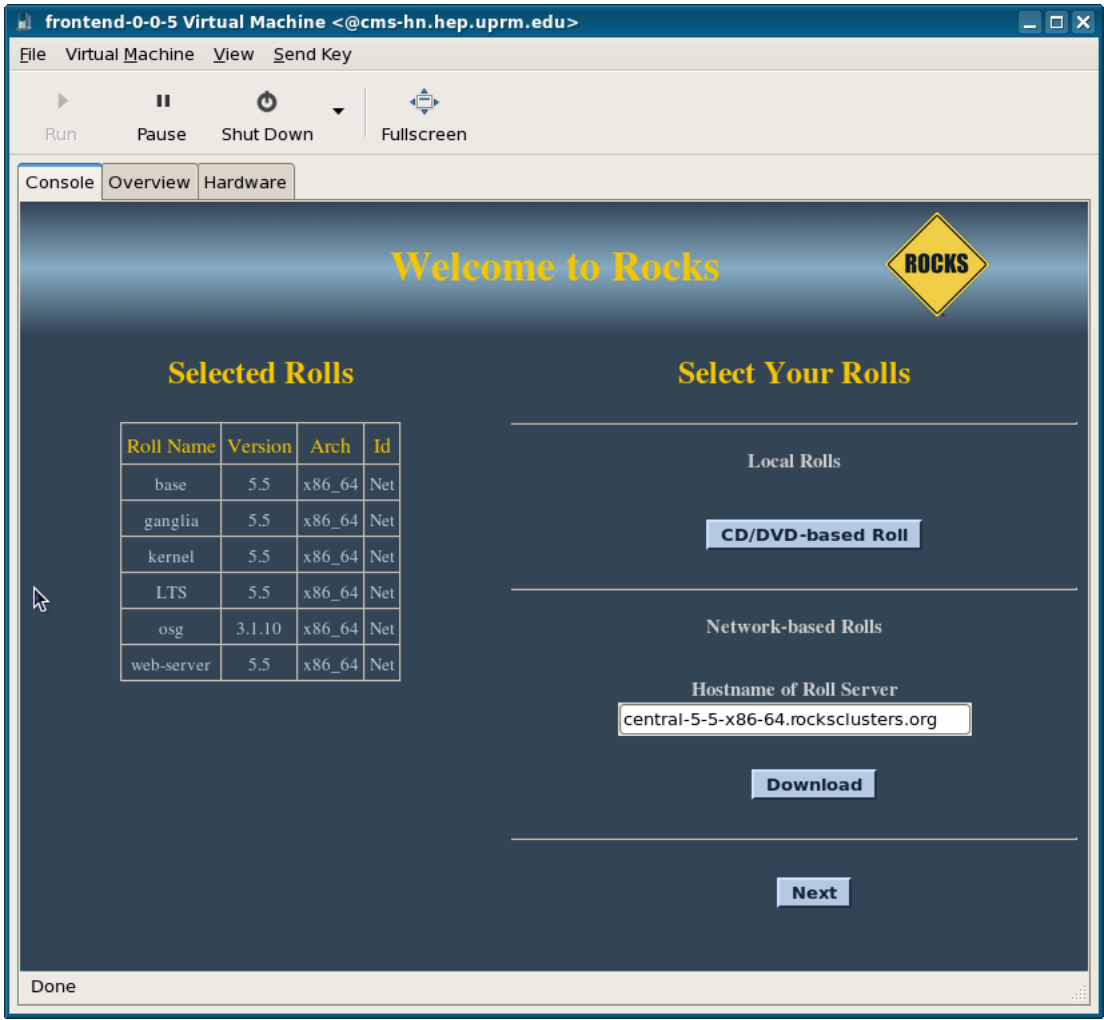 frontend-0-0-5 Virtual Machine <@cms-hn.hep.uprm.edu>
File Virtual Machine View Send Key
Run Pause Shut Down Fullscreen
Console Overview Hardware
Welcome to Rocks
ROCKS
Selected Rolls
Roll Name Version Arch Id
base 5.5 x86_64 Net
ganglia 5.5 x86_64 Net
kernel 5.5 x86_64 Net
LTS 5.5 x86_64 Net
osg 3.1.10 x86_64 Net
web-server 5.5 x86_64 Net
Select Your Rolls
Local Rolls
CD/DVD-based Roll
Network-based Rolls
Hostname of Roll Server
central-5-5-x86-64.rocksclusters.org
Download
Next
Done